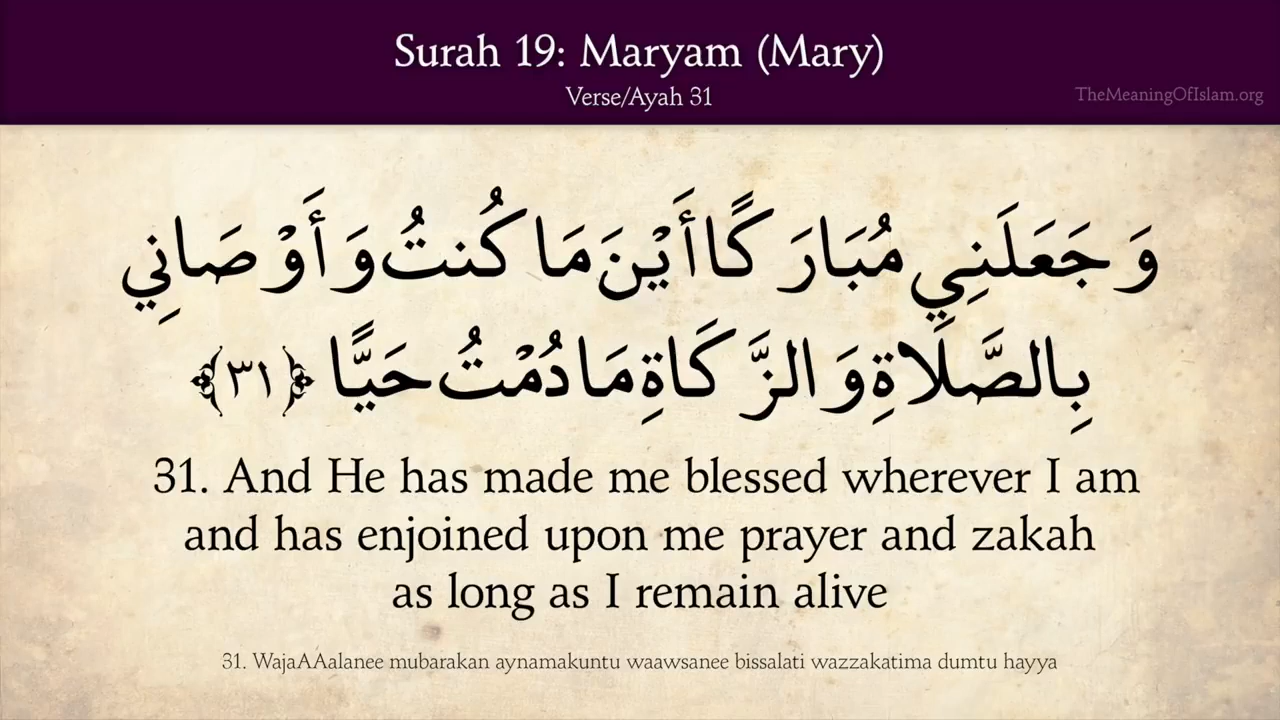 Surah 19: Maryam (Mary)
Verse/Ayah 31
TheMeaningOfIslam.org
وَجَعَلَنِي مُبَارَكًا أَيْنَ مَا كُنتُ وَأَوْصَانِي
بِالصَّلَاةِ وَالزَّكَاةِ مَا دُمْتُ حَيًّا ﴿٣١﴾
31. And He has made me blessed wherever I am
and has enjoined upon me prayer and zakah
as long as I remain alive
31. WajaAAalanee mubarakan aynamakuntu waawsanee bissalati wazzakatima dumtu hayya